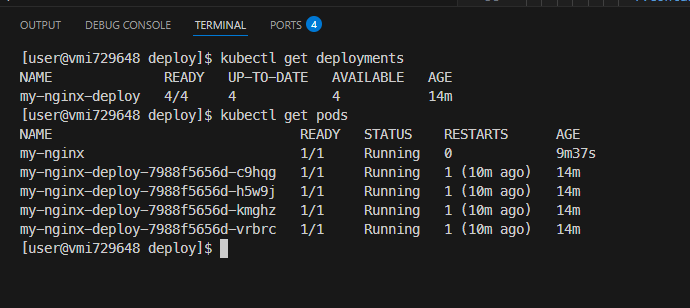 OUTPUT DEBUG CONSOLE TERMINAL PORTS 4
[user@vmi729648 deploy]$ kubectl get deployments
NAME READY UP-TO-DATE AVAILABLE AGE
my-nginx-deploy 4/4 4 4 14m
[user@vmi729648 deploy]$ kubectl get pods
NAME READY STATUS RESTARTS AGE
my-nginx 1/1 Running 0 9m37s
my-nginx-deploy-7988f5656d-c9hqg 1/1 Running 1 (10m ago) 14m
my-nginx-deploy-7988f5656d-h5w9j 1/1 Running 1 (10m ago) 14m
my-nginx-deploy-7988f5656d-kmghz 1/1 Running 1 (10m ago) 14m
my-nginx-deploy-7988f5656d-vrbrc 1/1 Running 1 (10m ago) 14m
[user@vmi729648 deploy]$